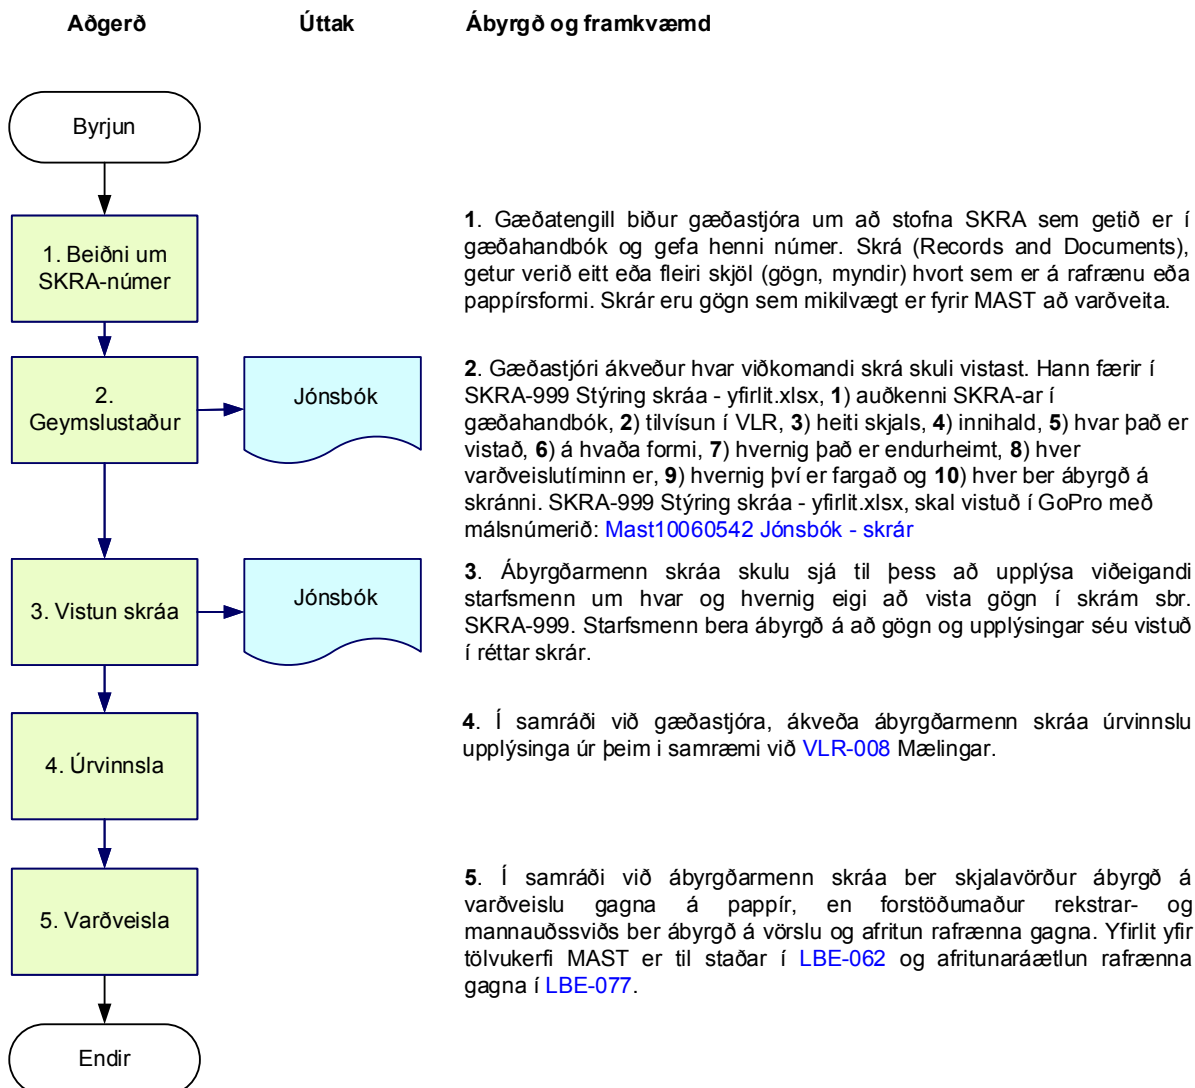 Aðgerð Úttak Ábyrgð og framkvæmd
Byrjun
1. Beiðni um
SKRA-númer
1. Gæðatengill biður gæðastjóra um að stofna SKRA sem getið er í
gæðahandbók og gefa henni númer. Skrá (Records and Documents),
getur verið eitt eða fleiri skjöl (gögn, myndir) hvort sem er á rafrænu eða
pappírsformi. Skrár eru gögn sem mikilvægt er fyrir MAST að varðveita.
2.
Geymslustaður
Jónsbók
2. Gæðastjóri ákveður hvar viðkomandi skrá skuli vistast. Hann færir í
SKRA-999 Stýring skráa - yfirlit.xlsx, 1) auðkenni SKRA-ar í
gæðahandbók, 2) tilvísun í VLR, 3) heiti skjals, 4) innihald, 5) hvar það er
vistað, 6) á hvaða formi, 7) hvernig það er endurheimt, 8) hver
varðveislutíminn er, 9) hvernig því er fargað og 10) hver ber ábyrgð á
skránni. SKRA-999 Stýring skráa - yfirlit.xlsx, skal vistuð í GoPro með
málsnúmerið: Mast10060542 Jónsbók - skrár
3. Vistun skráa
Jónsbók
3. Ábyrgðarmenn skráa skulu sjá til þess að upplýsa viðeigandi
starfsmenn um hvar og hvernig eigi að vista gögn í skrám sbr.
SKRA-999. Starfsmenn bera ábyrgð á að gögn og upplýsingar séu vistuð
í réttar skrár.
4. Úrvinnsla
4. Í samráði við gæðastjóra, ákveða ábyrgðarmenn skráa úrvinnslu
upplýsinga úr þeim i samræmi við VLR-008 Mælingar.
5. Varðveisla
5. Í samráði við ábyrgðarmenn skráa ber skjalavörður ábyrgð á
varðveislu gagna á pappír, en forstöðumaður rekstrar- og
mannauðssviðs ber ábyrgð á vörslu og afritun rafrænna gagna. Yfirlit yfir
tölvukerfi MAST er til staðar í LBE-062 og afritunaráætlun rafrænna
gagna í LBE-077.
Endir